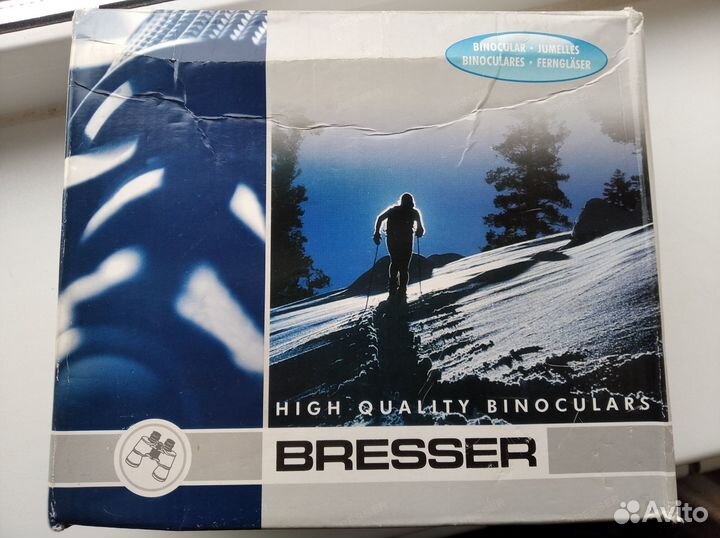 BINOCULAR • JUMELLES
BINOCULARES • FERNGLÄSER
HIGH QUALITY BINOCULARS
BRESSER
Avito